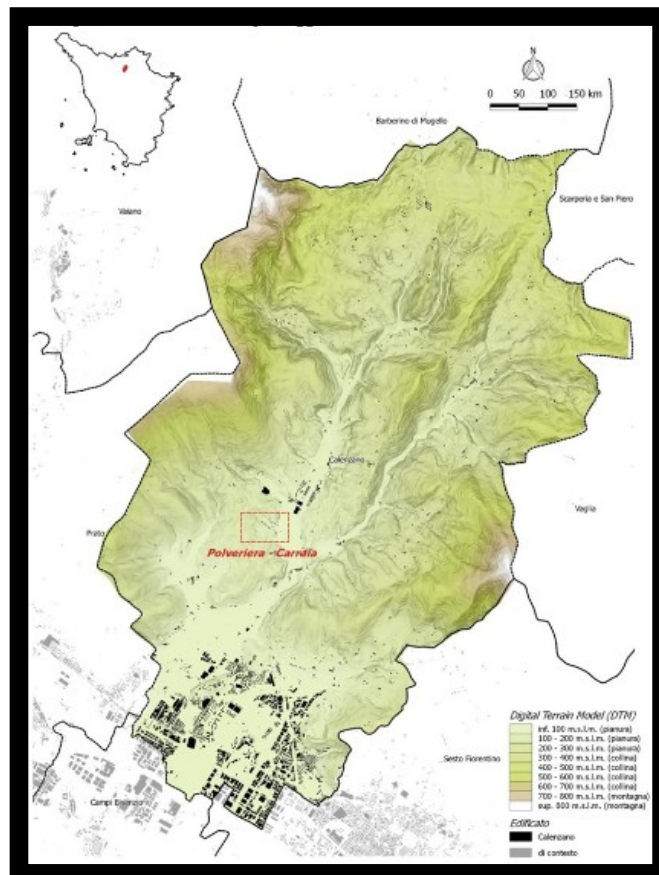 N
0 50 100 150 km
Barberino di Mugello
Scarperia e San Piero
Vaiano
Calenzano
Prato
Vaglia
Polveriera - Carraia
Sesto Fiorentino
Campi Bisenzio
Digital Terrain Model (DTM)
inf. 100 m.s.l.m. (pianura)
100 - 200 m.s.l.m. (pianura)
200 - 300 m.s.l.m. (pianura)
300 - 400 m.s.l.m. (collina)
400 - 500 m.s.l.m. (collina)
500 - 600 m.s.l.m. (collina)
600 - 700 m.s.l.m. (collina)
700 - 800 m.s.l.m. (montagna)
sup. 800 m.s.l.m. (montagna)
Edificato
Calenzano
di contesto